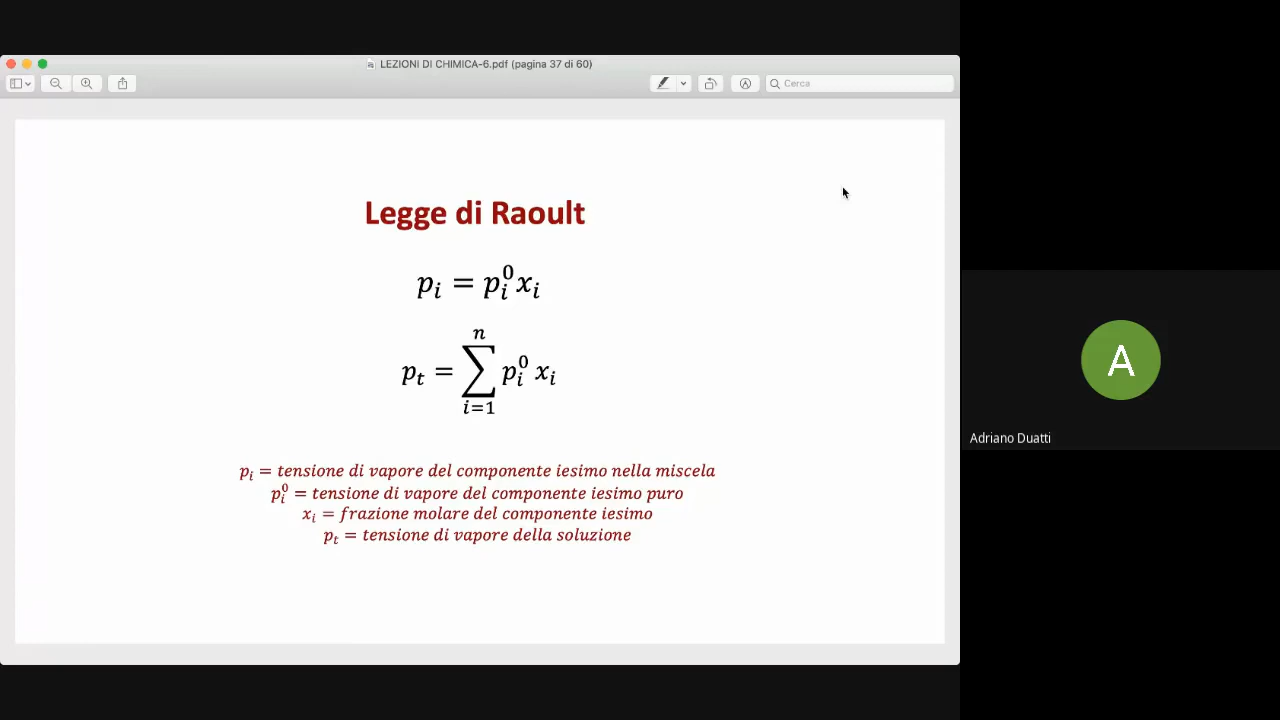 LEZIONI DI CHIMICA-6.pdf (pagina 37 di 60)
Cerca
Legge di Raoult
pᵢ = pᵢ⁰xᵢ
pₜ = ∑ᵢ₌₁ⁿ pᵢ⁰ xᵢ
pᵢ = tensione di vapore del componente iesimo nella miscela
pᵢ⁰ = tensione di vapore del componente iesimo puro
xᵢ = frazione molare del componente iesimo
pₜ = tensione di vapore della soluzione
A
Adriano Duatti